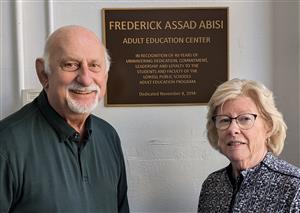 FREDERICK ASSAD ABISI
ADULT EDUCATION CENTER
IN RECOGNITION OF 40 YEARS OF
UNWAVERING DEDICATION, COMMITMENT,
LEADERSHIP AND LOYALTY TO THE
STUDENTS AND FACULTY OF THE
LOWELL PUBLIC SCHOOLS
ADULT EDUCATION PROGRAM
Dedicated November 8, 2014